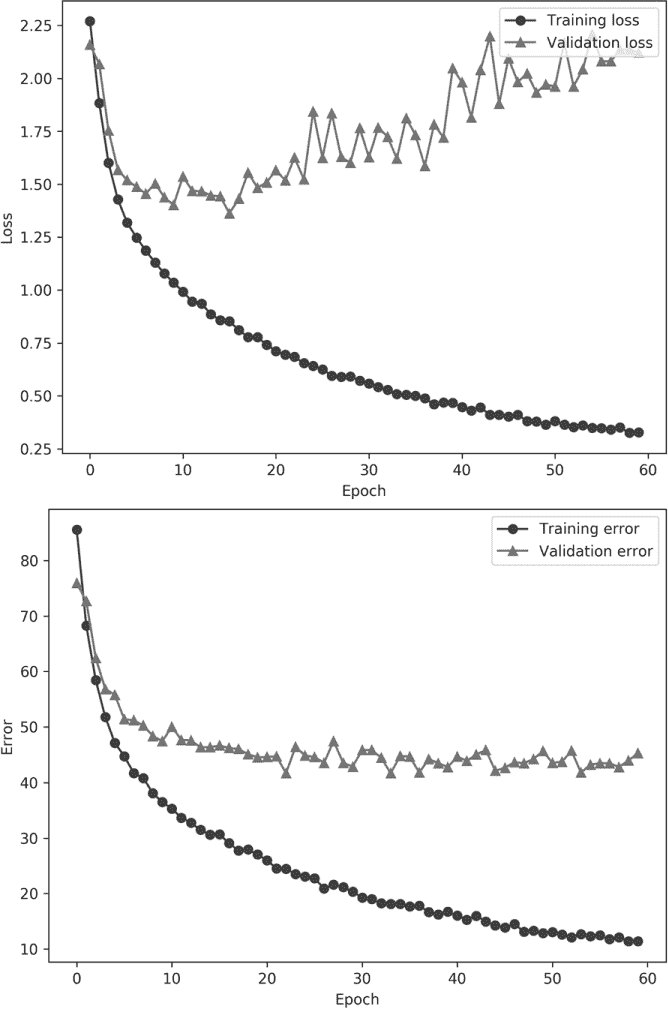 2.25
2.00
1.75
1.50
1.25
1.00
0.75
0.50
0.25
Loss
Training loss
Validation loss
0 10 20 30 40 50 60
Epoch
80
70
60
50
40
30
20
10
Error
Training error
Validation error
0 10 20 30 40 50 60
Epoch